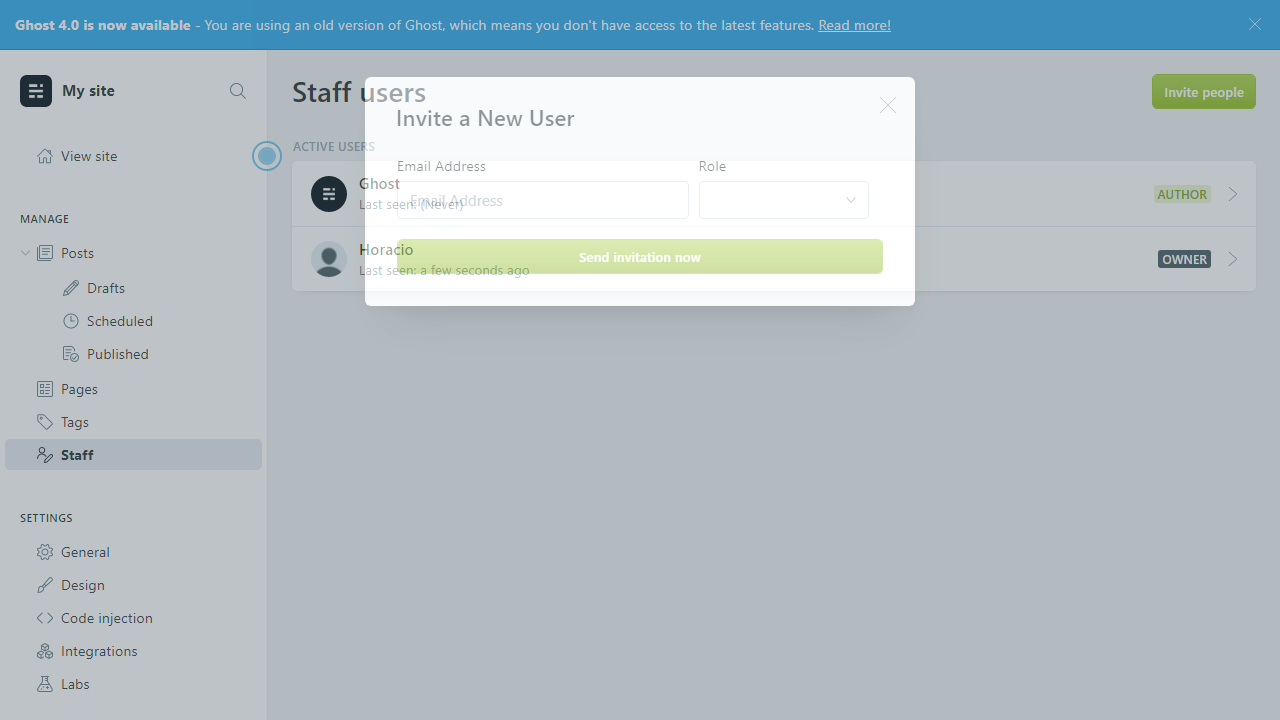 Ghost 4.0 is now available - You are using an old version of Ghost, which means you don't have access to the latest features. Read more!
My site
View site
MANAGE
Posts
Drafts
Scheduled
Published
Pages
Tags
Staff
SETTINGS
General
Design
Code injection
Integrations
Labs
Staff users
Invite people
ACTIVE USERS
Ghost
Last seen: (Never)
AUTHOR
Horacio
Last seen: a few seconds ago
OWNER
Invite a New User
Email Address
Role
Email Address
Send invitation now